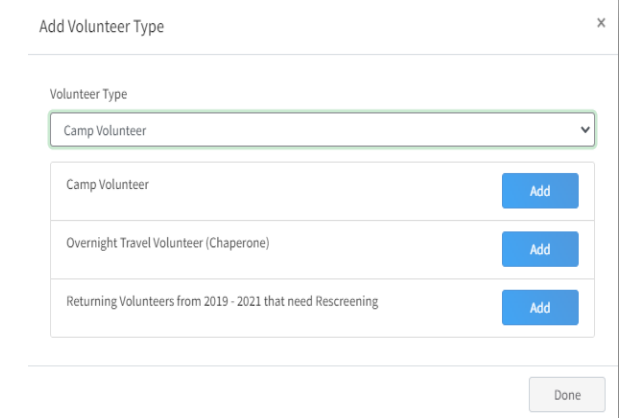 Add Volunteer Type x
Volunteer Type
Camp Volunteer
Camp Volunteer Add
Overnight Travel Volunteer (Chaperone) Add
Returning Volunteers from 2019 - 2021 that need Rescreening Add
Done